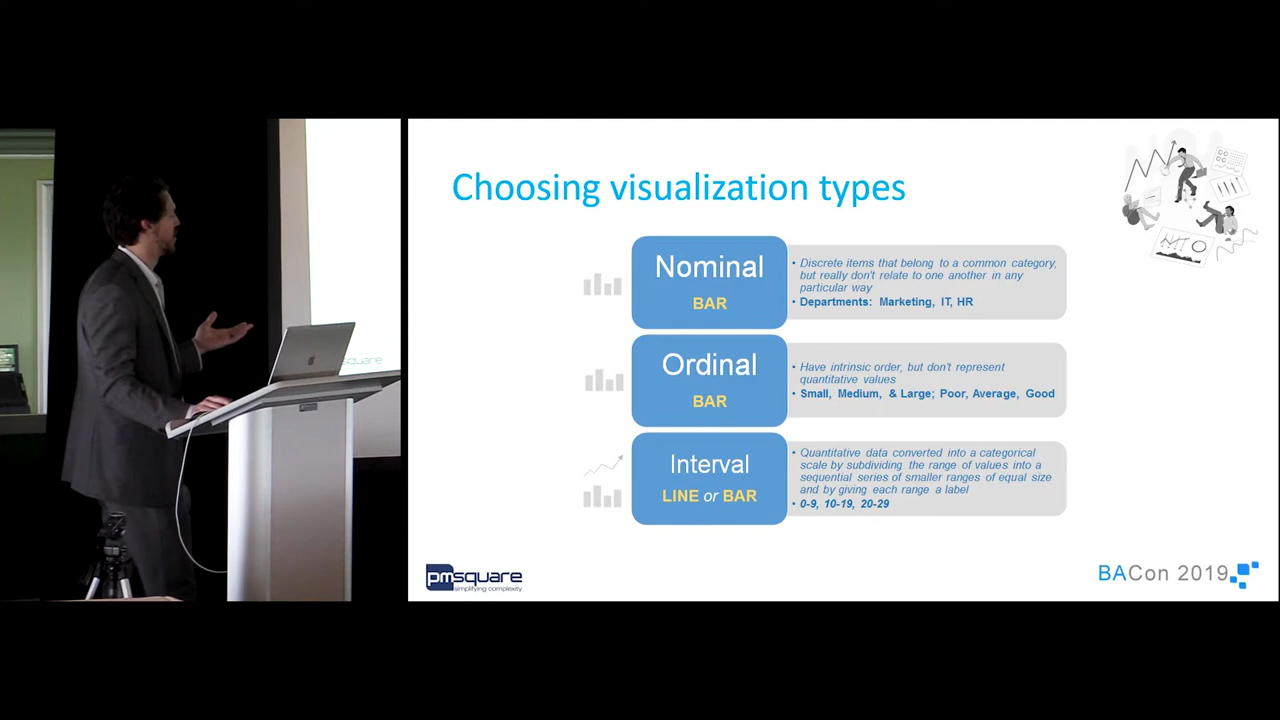 Choosing visualization types
Nominal
BAR
• Discrete items that belong to a common category,
but really don't relate to one another in any
particular way
• Departments: Marketing, IT, HR
Ordinal
BAR
• Have intrinsic order, but don't represent
quantitative values
• Small, Medium, & Large; Poor, Average, Good
Interval
LINE or BAR
• Quantitative data converted into a categorical
scale by subdividing the range of values into a
sequential series of smaller ranges of equal size
and by giving each range a label
• 0-9, 10-19, 20-29
pmsquare
simplifying complexity
BACon 2019
square